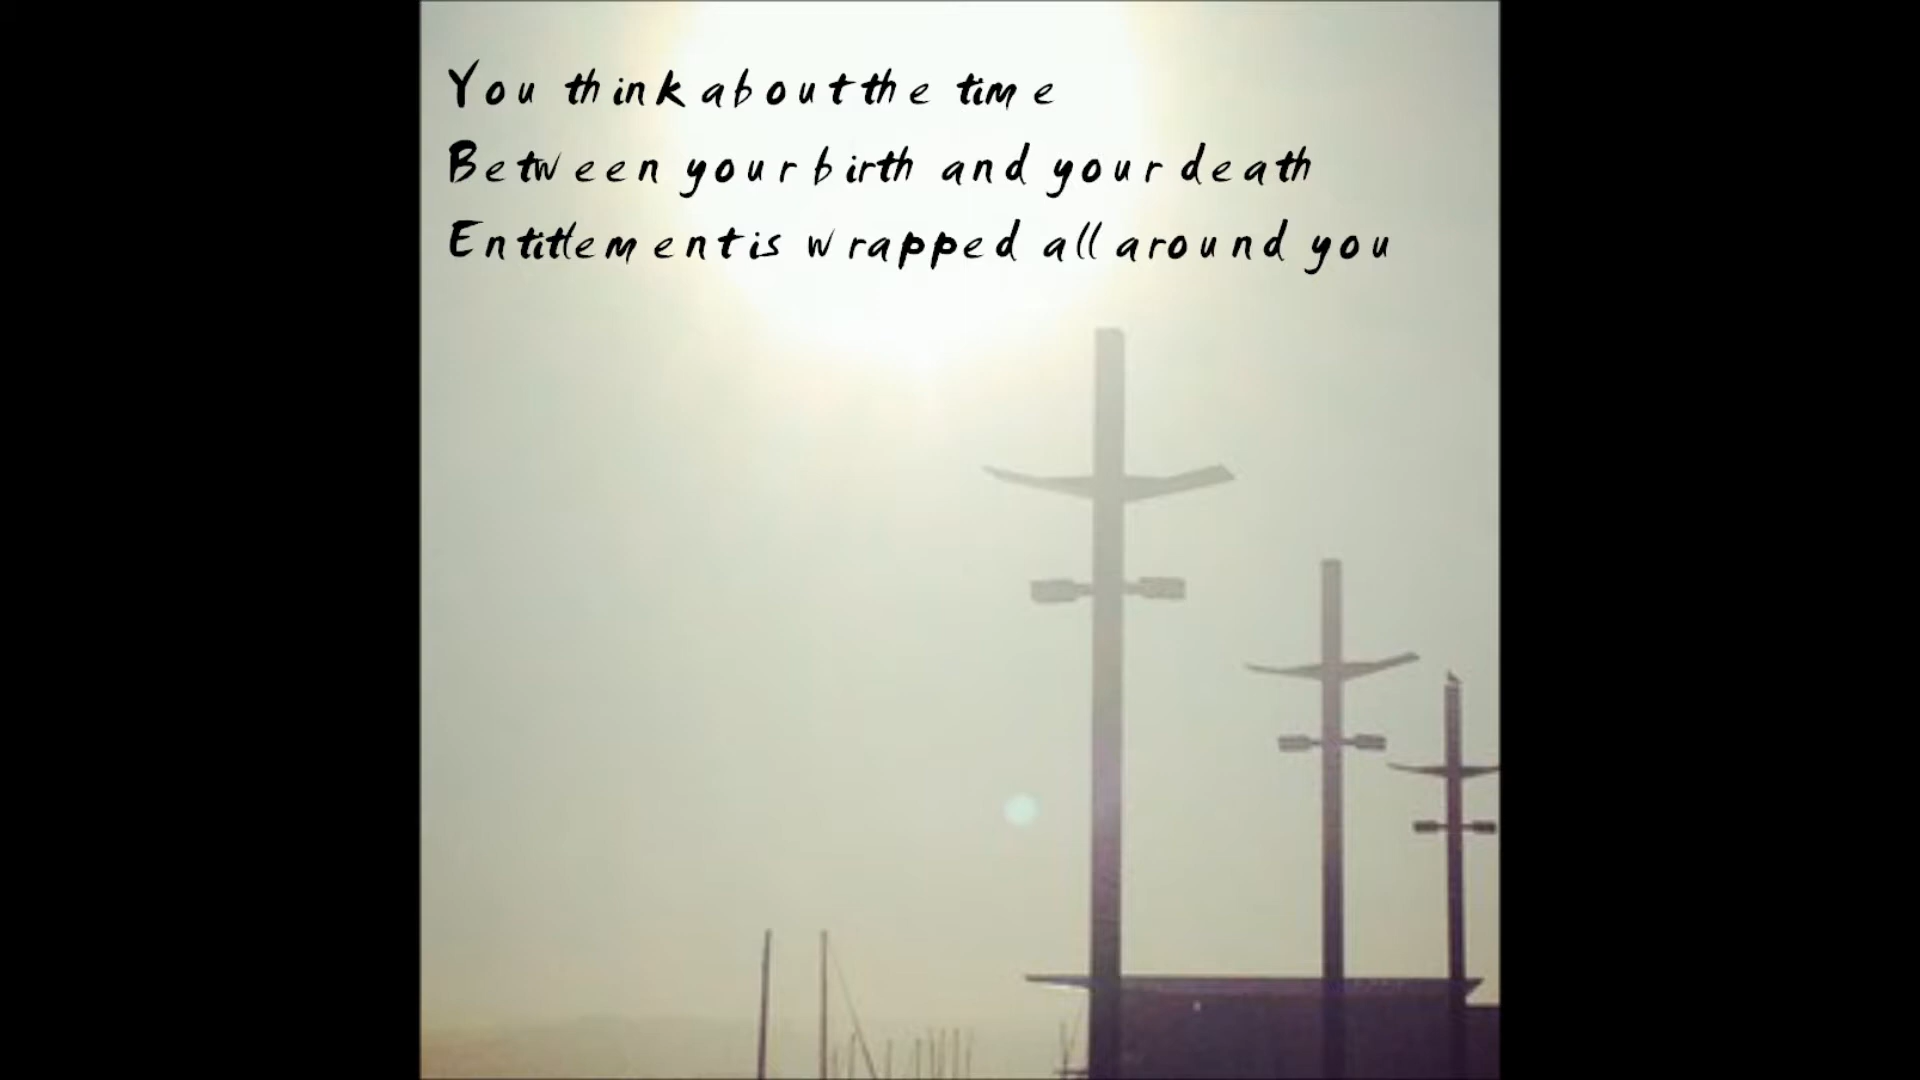 You think about the time
Between your birth and your death
Entitlement is wrapped all around you